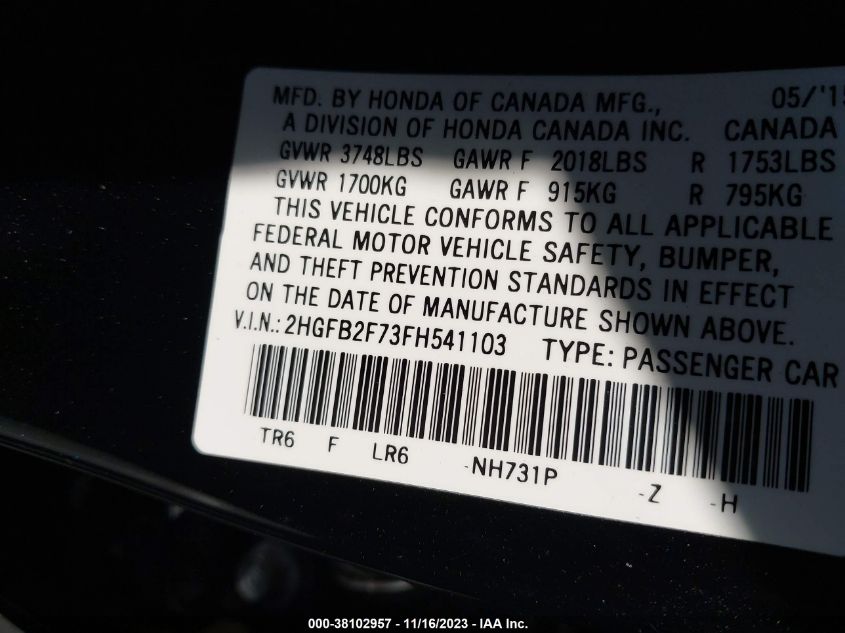 MFD. BY HONDA OF CANADA MFG., 05/'15
A DIVISION OF HONDA CANADA INC. CANADA
GVWR 3748LBS GAWR F 2018LBS R 1753LBS
GVWR 1700KG GAWR F 915KG R 795KG
THIS VEHICLE CONFORMS TO ALL APPLICABLE
FEDERAL MOTOR VEHICLE SAFETY, BUMPER,
AND THEFT PREVENTION STANDARDS IN EFFECT
ON THE DATE OF MANUFACTURE SHOWN ABOVE.
V.I.N.: 2HGFB2F73FH541103 TYPE: PASSENGER CAR
TR6 F LR6 -NH731P -Z -H
000-38102957 - 11/16/2023 - IAA Inc.